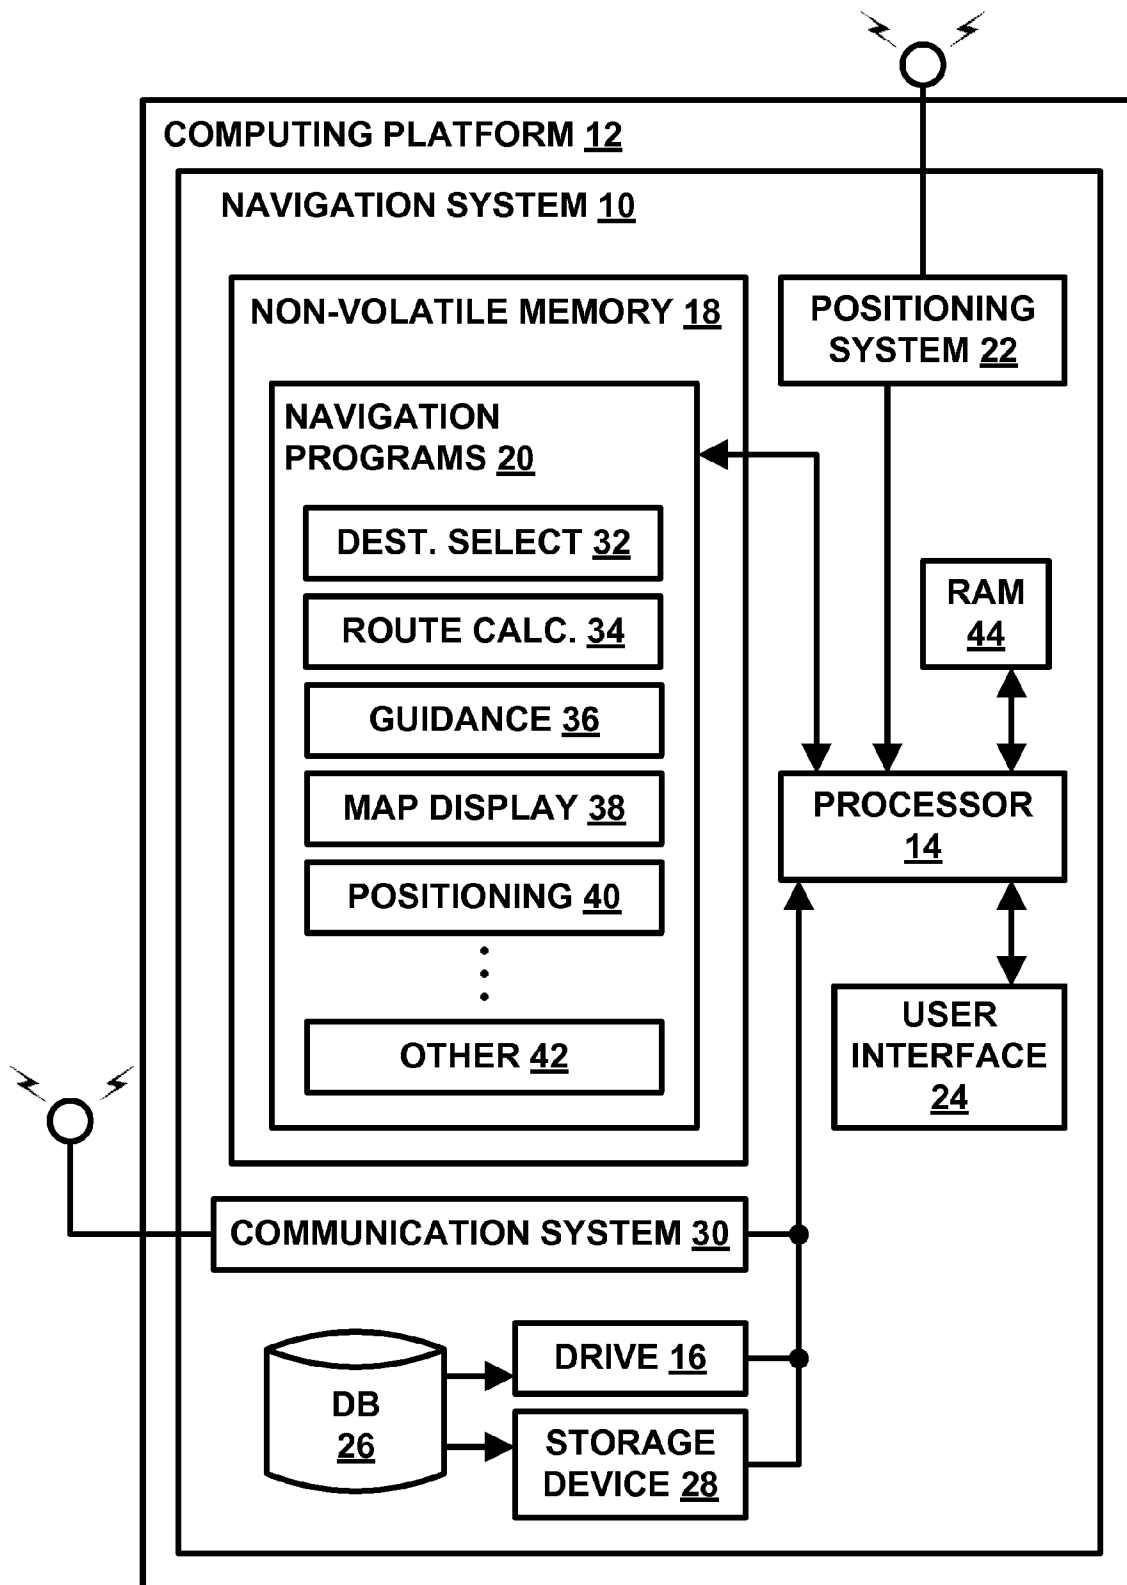 COMPUTING PLATFORM 12
NAVIGATION SYSTEM 10
NON-VOLATILE MEMORY 18
NAVIGATION
PROGRAMS 20
DEST. SELECT 32
ROUTE CALC. 34
GUIDANCE 36
MAP DISPLAY 38
POSITIONING 40
OTHER 42
POSITIONING
SYSTEM 22
RAM
44
PROCESSOR
14
USER
INTERFACE
24
COMMUNICATION SYSTEM 30
DRIVE 16
DB
26
STORAGE
DEVICE 28